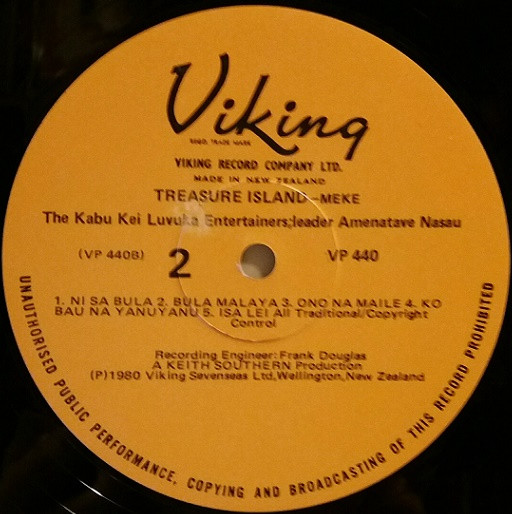 Viking
REGD. TRADE MARK
VIKING RECORD COMPANY LTD.
MADE IN NEW ZEALAND
TREASURE ISLAND-MEKE
The Kabu Kei Luvuka Entertainers;leader Amenatave Nasau
(VP 440B) 2 VP 440
1. NI SA BULA 2. BULA MALAYA 3. ONO NA MAILE 4. KO
BAU NA YANUYANU 5. ISA LEI All Traditional/Copyright
Control
Recording Engineer: Frank Douglas
A KEITH SOUTHERN Production
(P)1980 Viking Sevenseas Ltd,Wellington,New Zealand
UNAUTHORISED PUBLIC PERFORMANCE, COPYING AND BROADCASTING OF THIS RECORD PROHIBITED